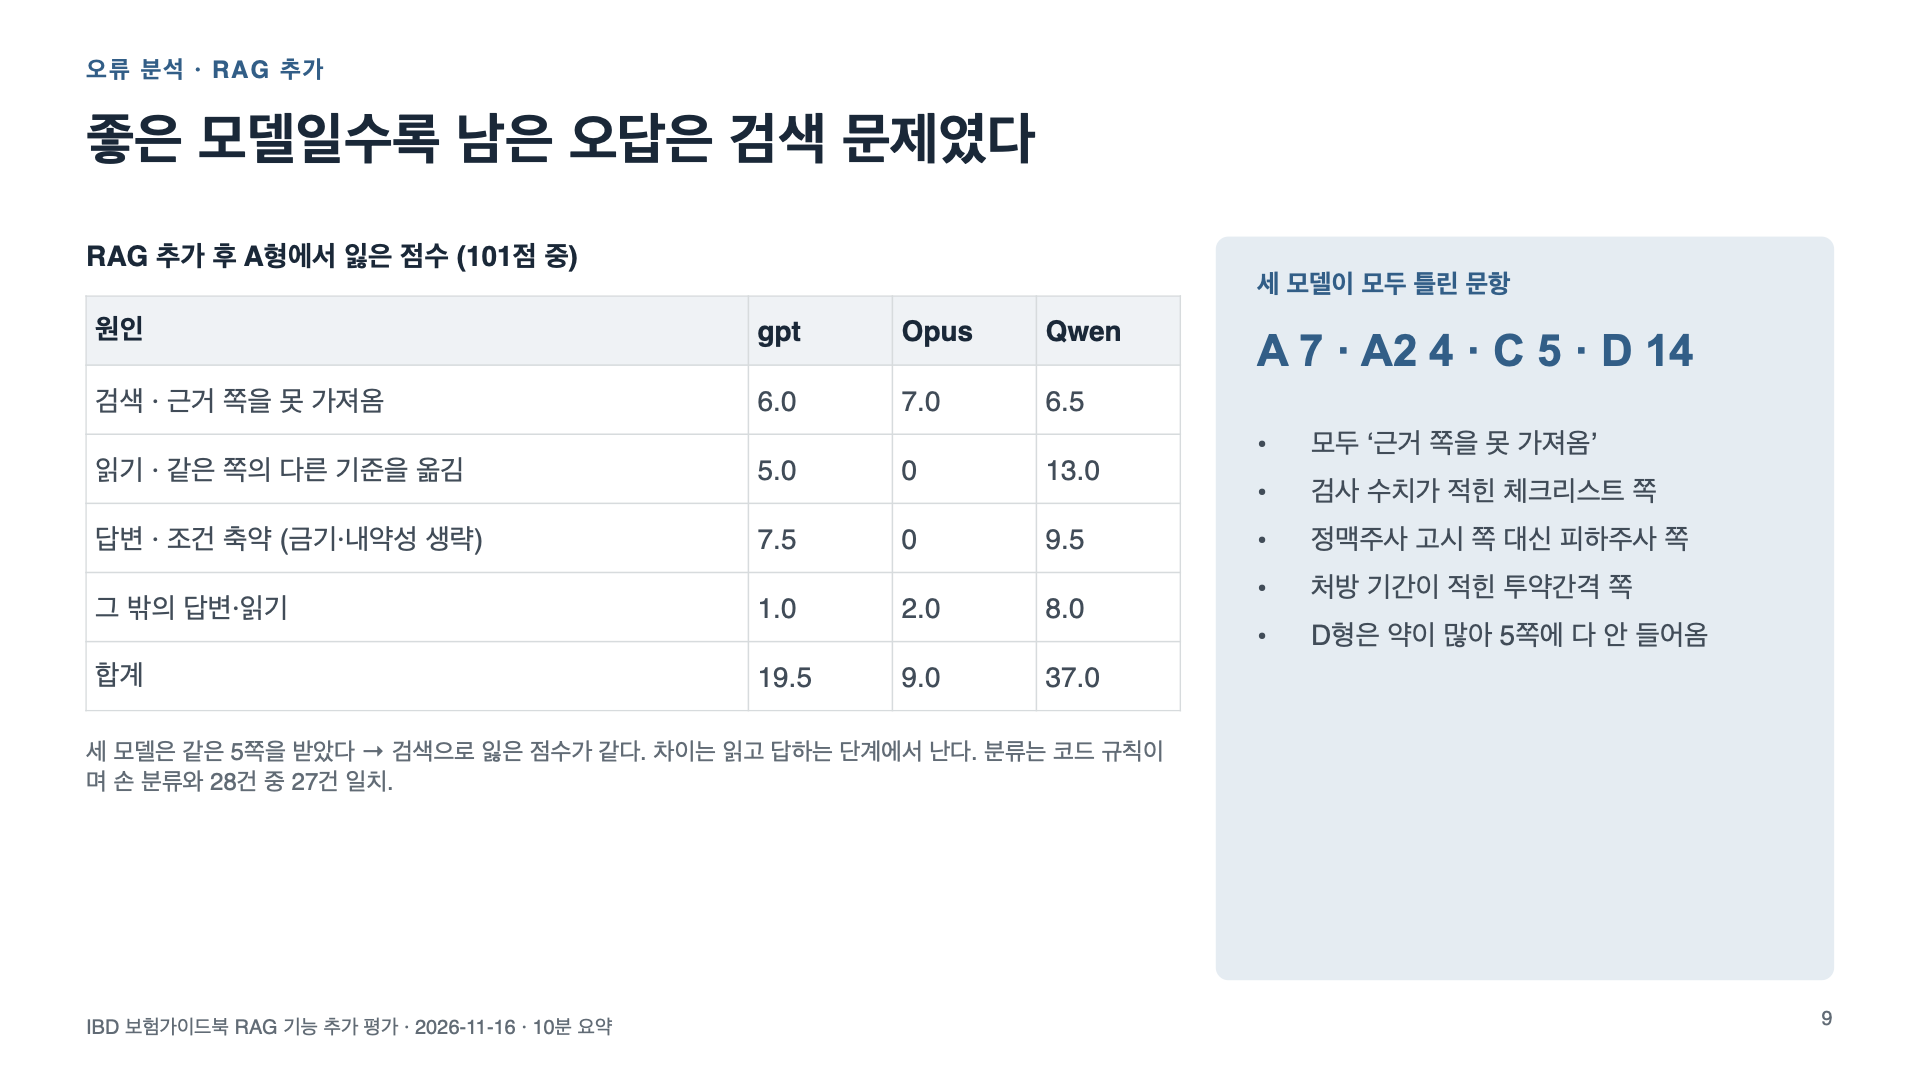 오류 분석 · RAG 추가
좋은 모델일수록 남은 오답은 검색 문제였다
RAG 추가 후 A형에서 잃은 점수 (101점 중)
원인 gpt Opus Qwen
검색 · 근거 쪽을 못 가져옴 6.0 7.0 6.5
읽기 · 같은 쪽의 다른 기준을 옮김 5.0 0 13.0
답변 · 조건 축약 (금기·내약성 생략) 7.5 0 9.5
그 밖의 답변·읽기 1.0 2.0 8.0
합계 19.5 9.0 37.0
세 모델은 같은 5쪽을 받았다 → 검색으로 잃은 점수가 같다. 차이는 읽고 답하는 단계에서 난다. 분류는 코드 규칙이
며 손 분류와 28건 중 27건 일치.
세 모델이 모두 틀린 문항
A 7 · A2 4 · C 5 · D 14
• 모두 ‘근거 쪽을 못 가져옴’
• 검사 수치가 적힌 체크리스트 쪽
• 정맥주사 고시 쪽 대신 피하주사 쪽
• 처방 기간이 적힌 투약간격 쪽
• D형은 약이 많아 5쪽에 다 안 들어옴
IBD 보험가이드북 RAG 기능 추가 평가 · 2026-11-16 · 10분 요약
9